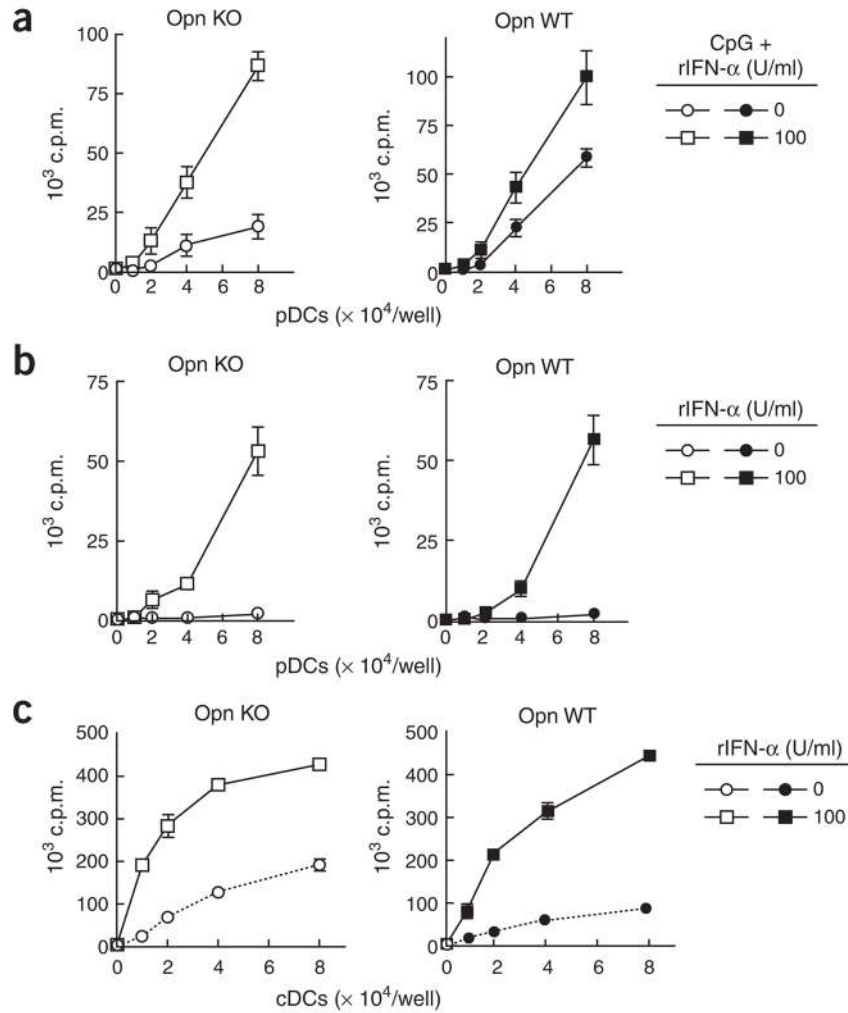 a
Opn KO
Opn WT
CpG +
rIFN-α (U/ml)
0
100
10³ c.p.m.
100
75
50
25
0
0 2 4 6 8
10³ c.p.m.
100
75
50
25
0
0 2 4 6 8
pDCs (× 10⁴/well)
b
Opn KO
Opn WT
rIFN-α (U/ml)
0
100
10³ c.p.m.
75
50
25
0
0 2 4 6 8
10³ c.p.m.
75
50
25
0
0 2 4 6 8
pDCs (× 10⁴/well)
c
Opn KO
Opn WT
rIFN-α (U/ml)
0
100
10³ c.p.m.
500
400
300
200
100
0
0 2 4 6 8
10³ c.p.m.
500
400
300
200
100
0
0 2 4 6 8
cDCs (× 10⁴/well)